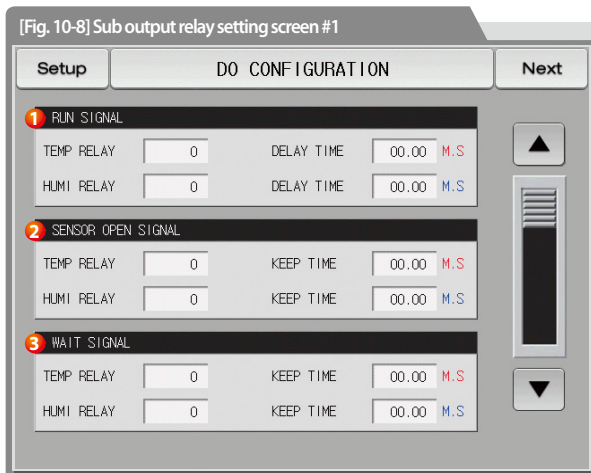 [Fig. 10-8] Sub output relay setting screen #1
Setup DO CONFIGURATION Next
1 RUN SIGNAL
TEMP RELAY 0 DELAY TIME 00.00 M.S
HUMI RELAY 0 DELAY TIME 00.00 M.S
2 SENSOR OPEN SIGNAL
TEMP RELAY 0 KEEP TIME 00.00 M.S
HUMI RELAY 0 KEEP TIME 00.00 M.S
3 WAIT SIGNAL
TEMP RELAY 0 KEEP TIME 00.00 M.S
HUMI RELAY 0 KEEP TIME 00.00 M.S